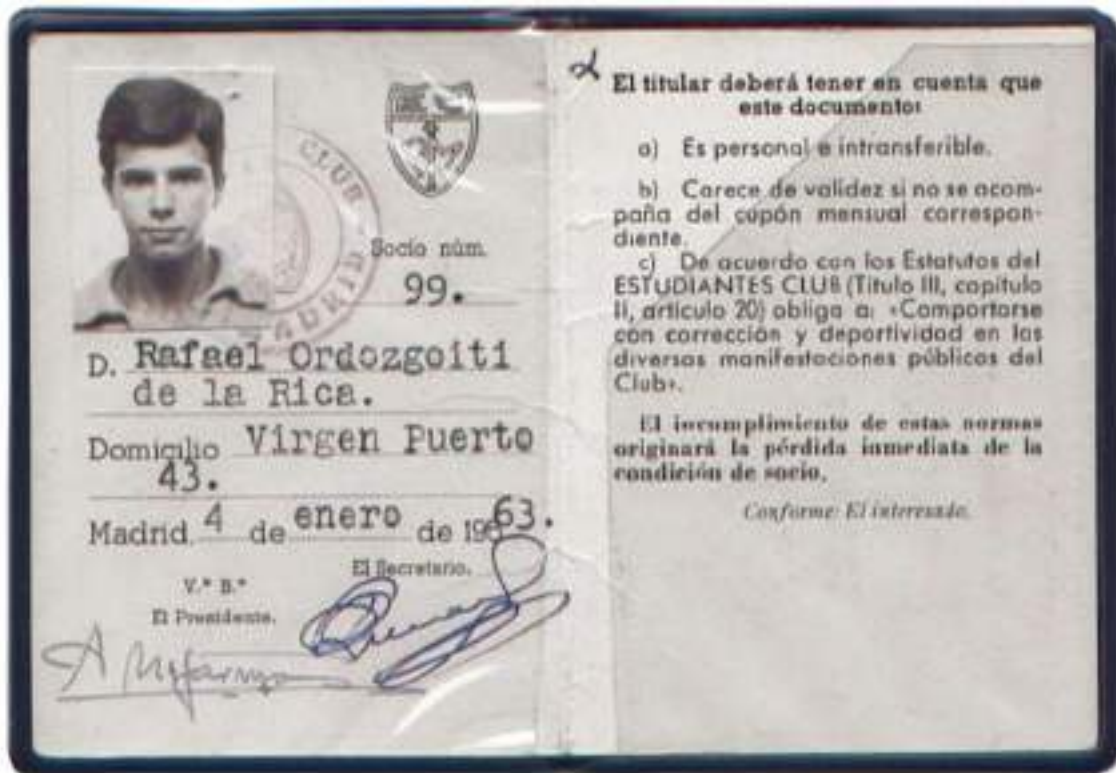 CLUB
MADRID
Socio núm.
99.
D. Rafael Ordozgoiti
de la Rica.
Domicilio Virgen Puerto
43.
Madrid, 4 de enero de 1963.
El Secretario.
V.º B.º
El Presidente.
El titular deberá tener en cuenta que
este documento:
a) Es personal e intransferible.
b) Carece de validez si no se acom-
paña del cupón mensual correspon-
diente.
c) De acuerdo con los Estatutos del
ESTUDIANTES CLUB (Título III, capítulo
II, artículo 20) obliga a: «Comportarse
con corrección y deportividad en las
diversas manifestaciones públicas del
Club».
El incumplimiento de estas normas
originará la pérdida inmediata de la
condición de socio.
Conforme: El interesado,